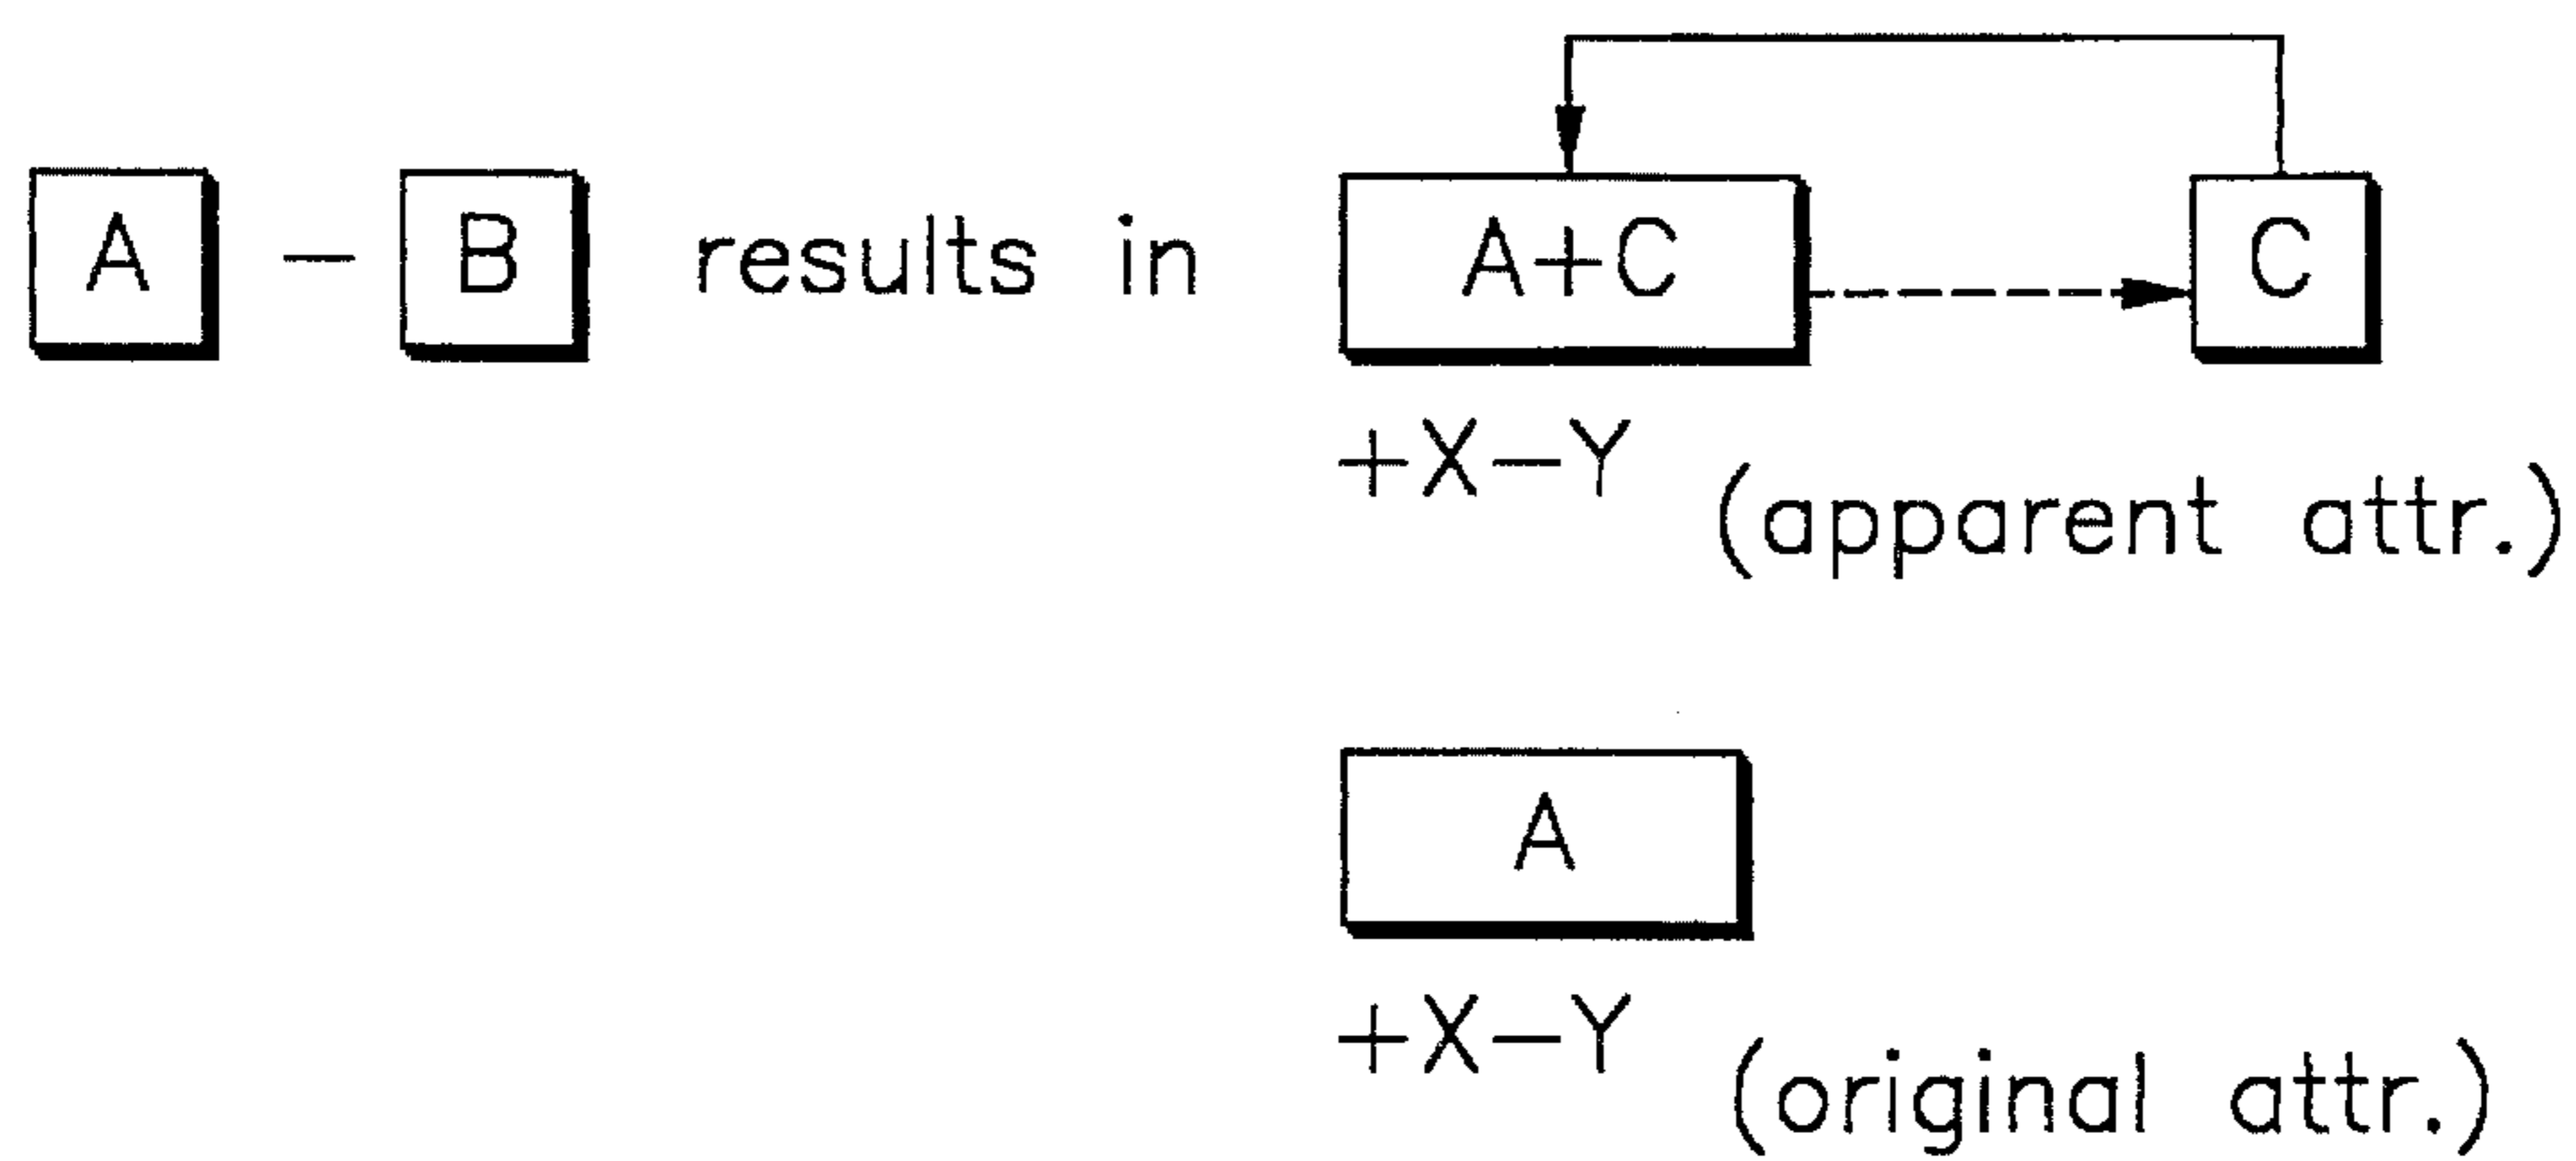 A – B results in A+C C
+X–Y (apparent attr.)
A
+X–Y (original attr.)